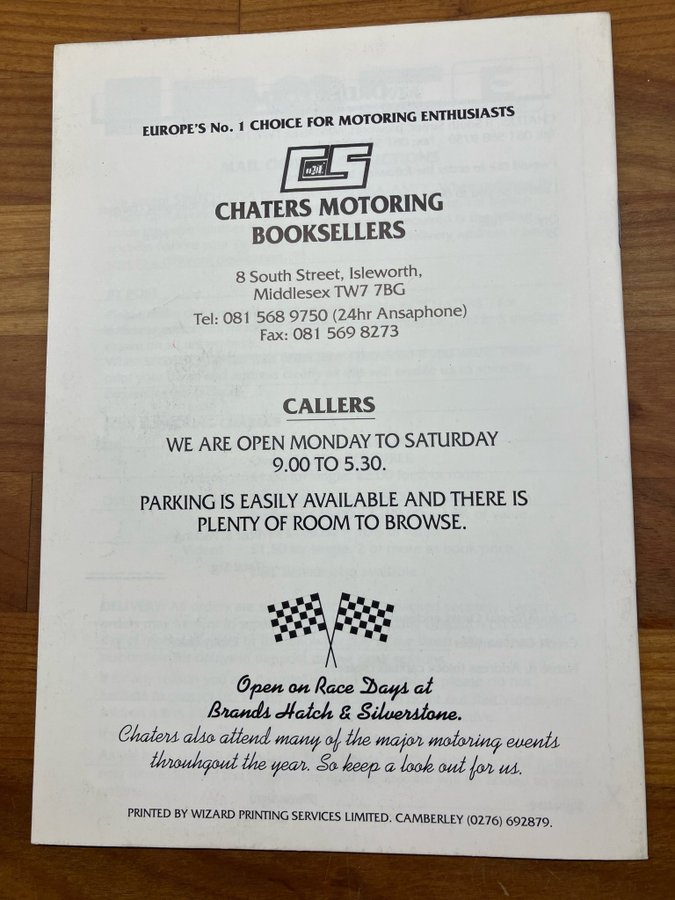 EUROPE'S No. 1 CHOICE FOR MOTORING ENTHUSIASTS
CS
CHATERS MOTORING
BOOKSELLERS
8 South Street, Isleworth,
Middlesex TW7 7BG
Tel: 081 568 9750 (24hr Ansaphone)
Fax: 081 569 8273
CALLERS
WE ARE OPEN MONDAY TO SATURDAY
9.00 TO 5.30.
PARKING IS EASILY AVAILABLE AND THERE IS
PLENTY OF ROOM TO BROWSE.
Open on Race Days at
Brands Hatch & Silverstone.
Chaters also attend many of the major motoring events
throuhgout the year. So keep a look out for us.
PRINTED BY WIZARD PRINTING SERVICES LIMITED. CAMBERLEY (0276) 692879.